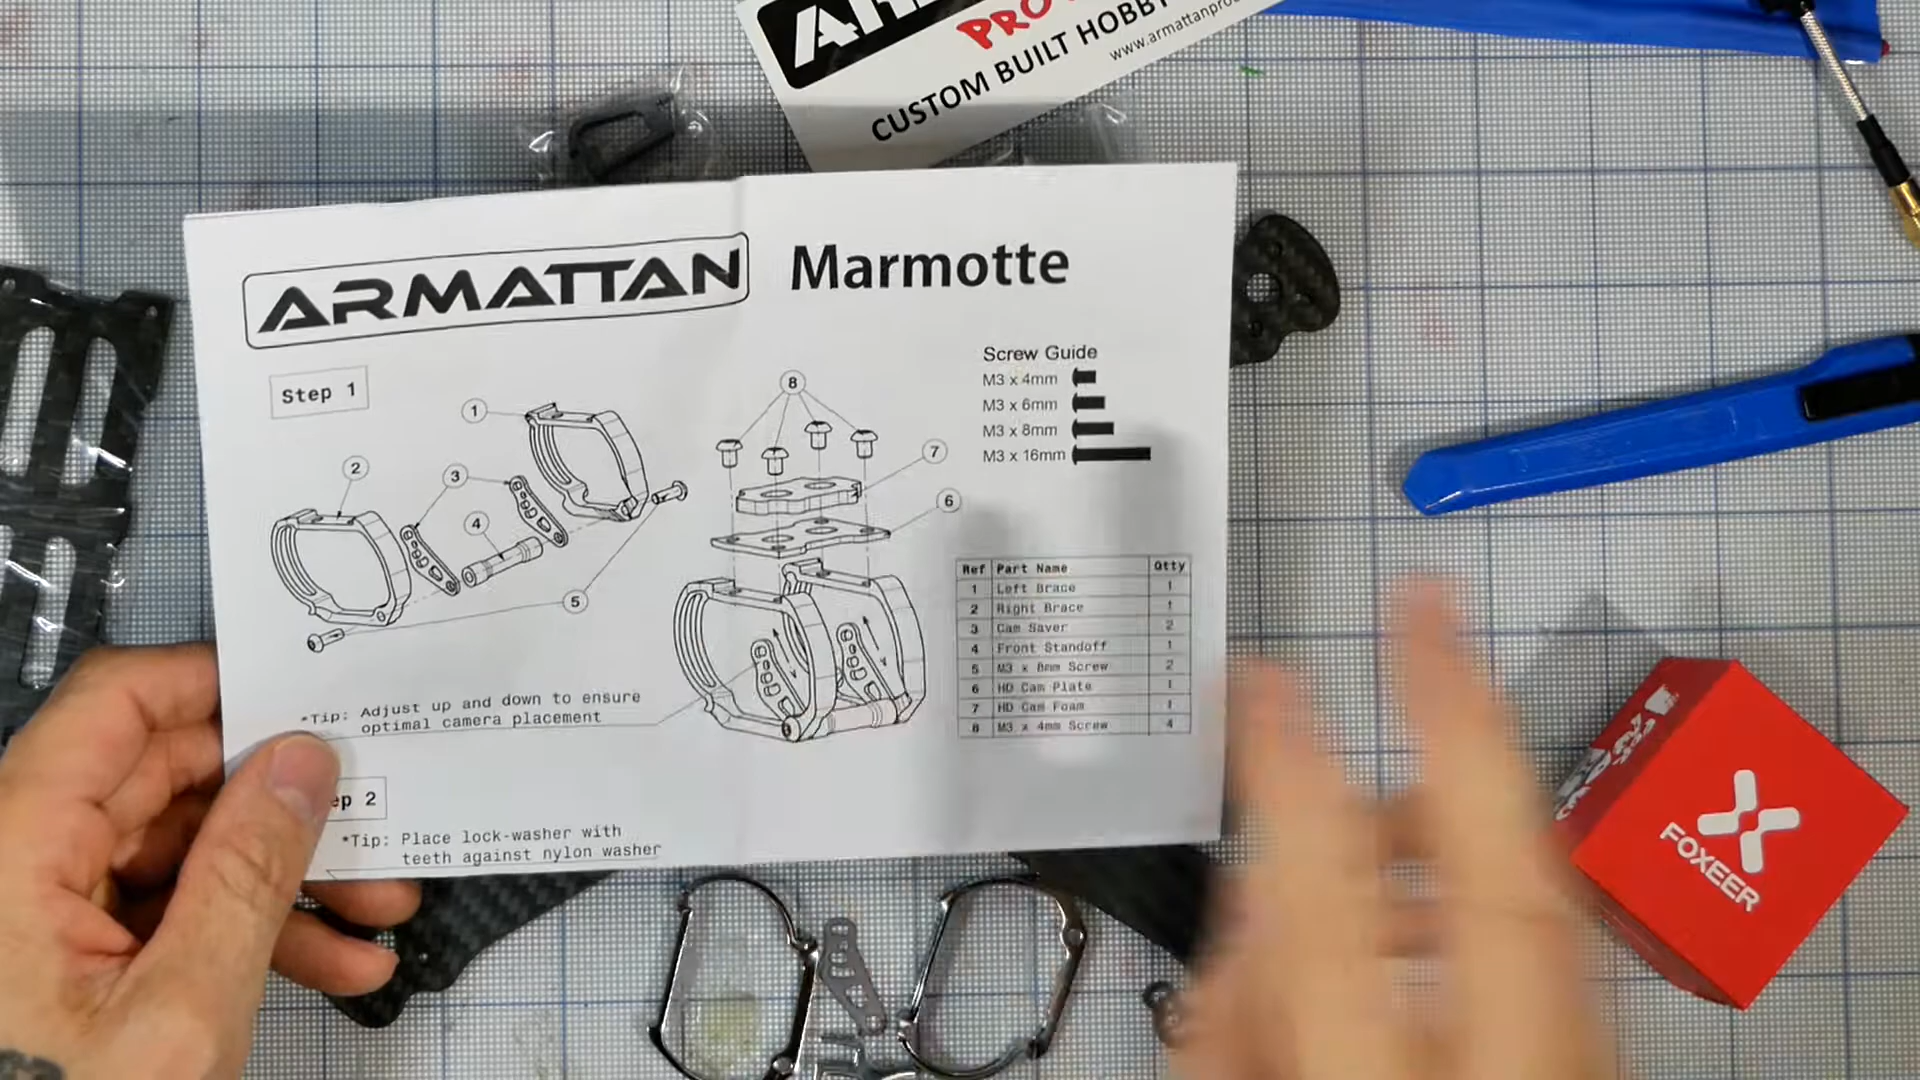 PRO
CUSTOM BUILT HOBBY
www.armattanpro
ARMATTAN Marmotte
Step 1
Screw Guide
M3 x 4mm
M3 x 6mm
M3 x 8mm
M3 x 16mm
1
2
3
4
5
8
7
6
Ref Part Name Qtty
1 Left Brace 1
2 Right Brace 1
3 Cam Saver 2
4 Front Standoff 1
5 M3 x 8mm Screw 2
6 HD Cam Plate 1
7 HD Cam Foam 1
8 M3 x 4mm Screw 4
*Tip: Adjust up and down to ensure
optimal camera placement
ep 2
*Tip: Place lock-washer with
teeth against nylon washer
FOXEER